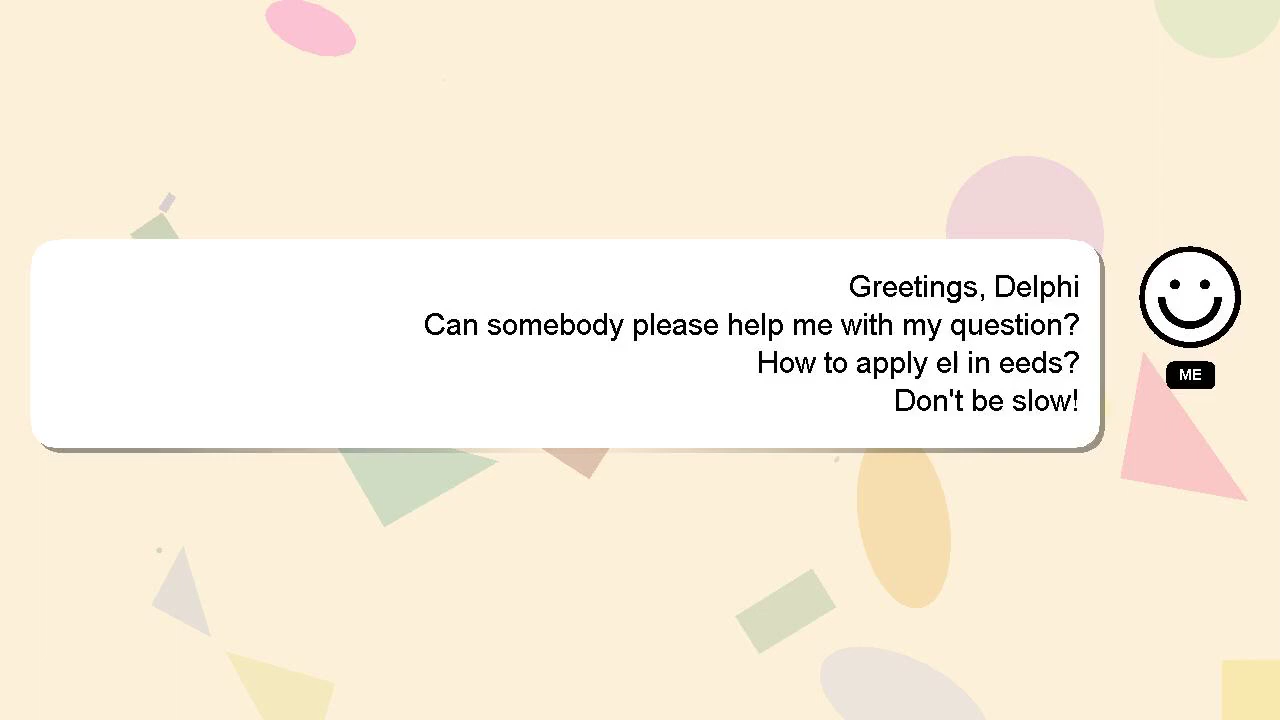 Greetings, Delphi
Can somebody please help me with my question?
How to apply el in eeds?
Don't be slow!
ME